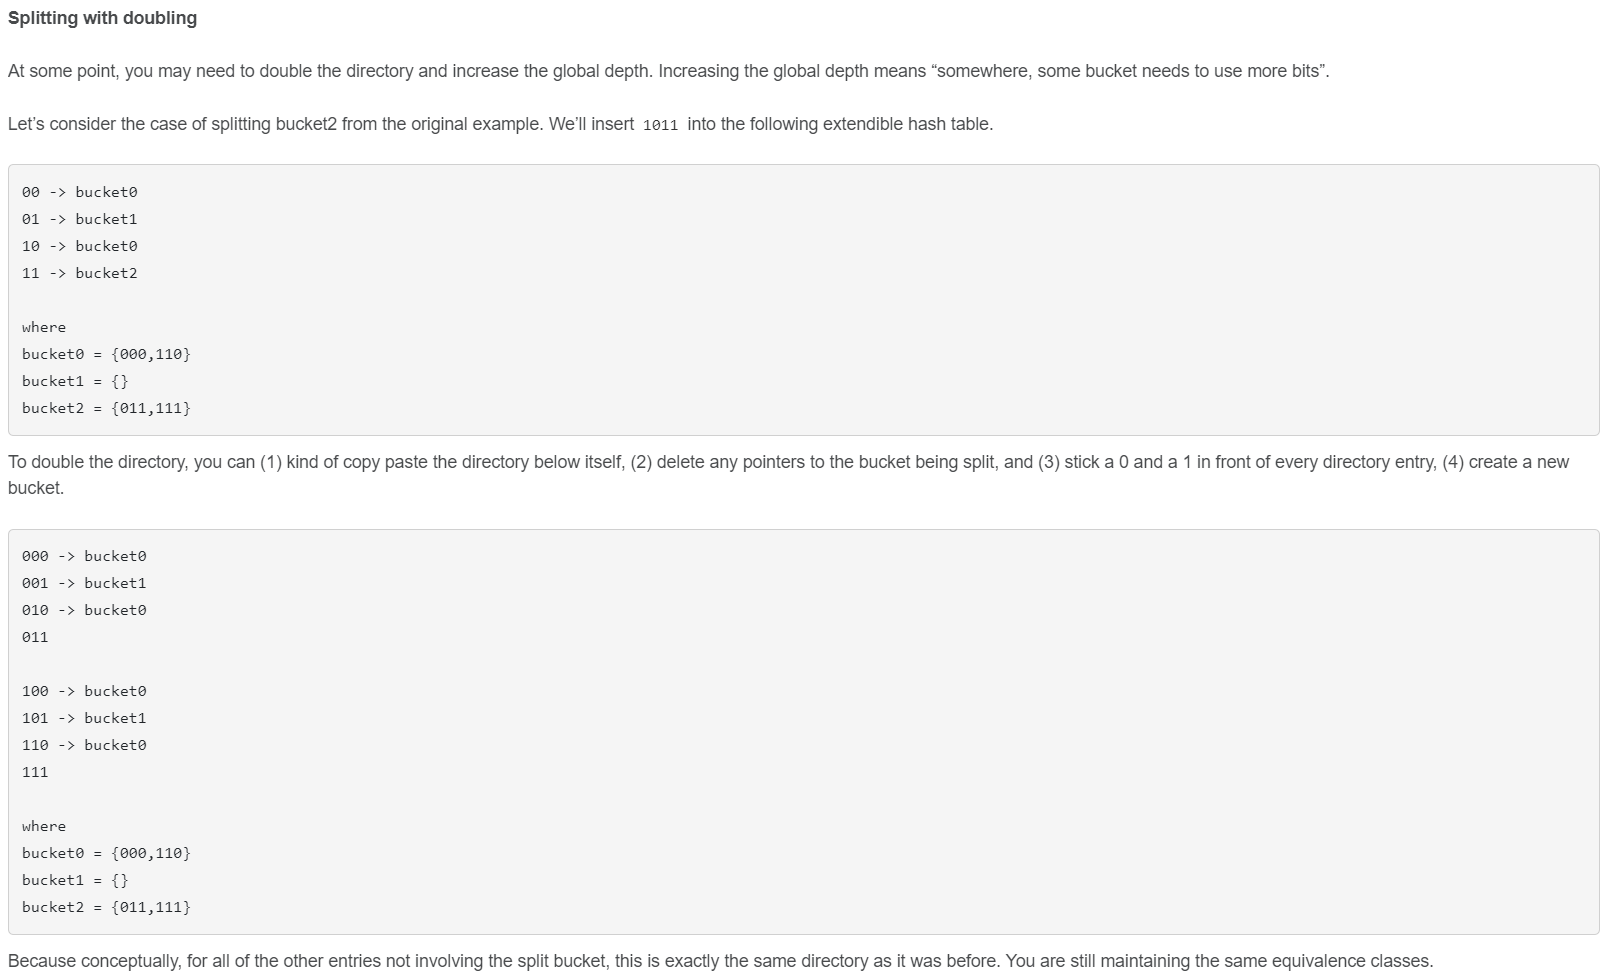 Splitting with doubling
At some point, you may need to double the directory and increase the global depth. Increasing the global depth means “somewhere, some bucket needs to use more bits”.
Let’s consider the case of splitting bucket2 from the original example. We’ll insert 1011 into the following extendible hash table.
00 -> bucket0
01 -> bucket1
10 -> bucket0
11 -> bucket2
where
bucket0 = {000,110}
bucket1 = {}
bucket2 = {011,111}
To double the directory, you can (1) kind of copy paste the directory below itself, (2) delete any pointers to the bucket being split, and (3) stick a 0 and a 1 in front of every directory entry, (4) create a new
bucket.
000 -> bucket0
001 -> bucket1
010 -> bucket0
011
100 -> bucket0
101 -> bucket1
110 -> bucket0
111
where
bucket0 = {000,110}
bucket1 = {}
bucket2 = {011,111}
Because conceptually, for all of the other entries not involving the split bucket, this is exactly the same directory as it was before. You are still maintaining the same equivalence classes.